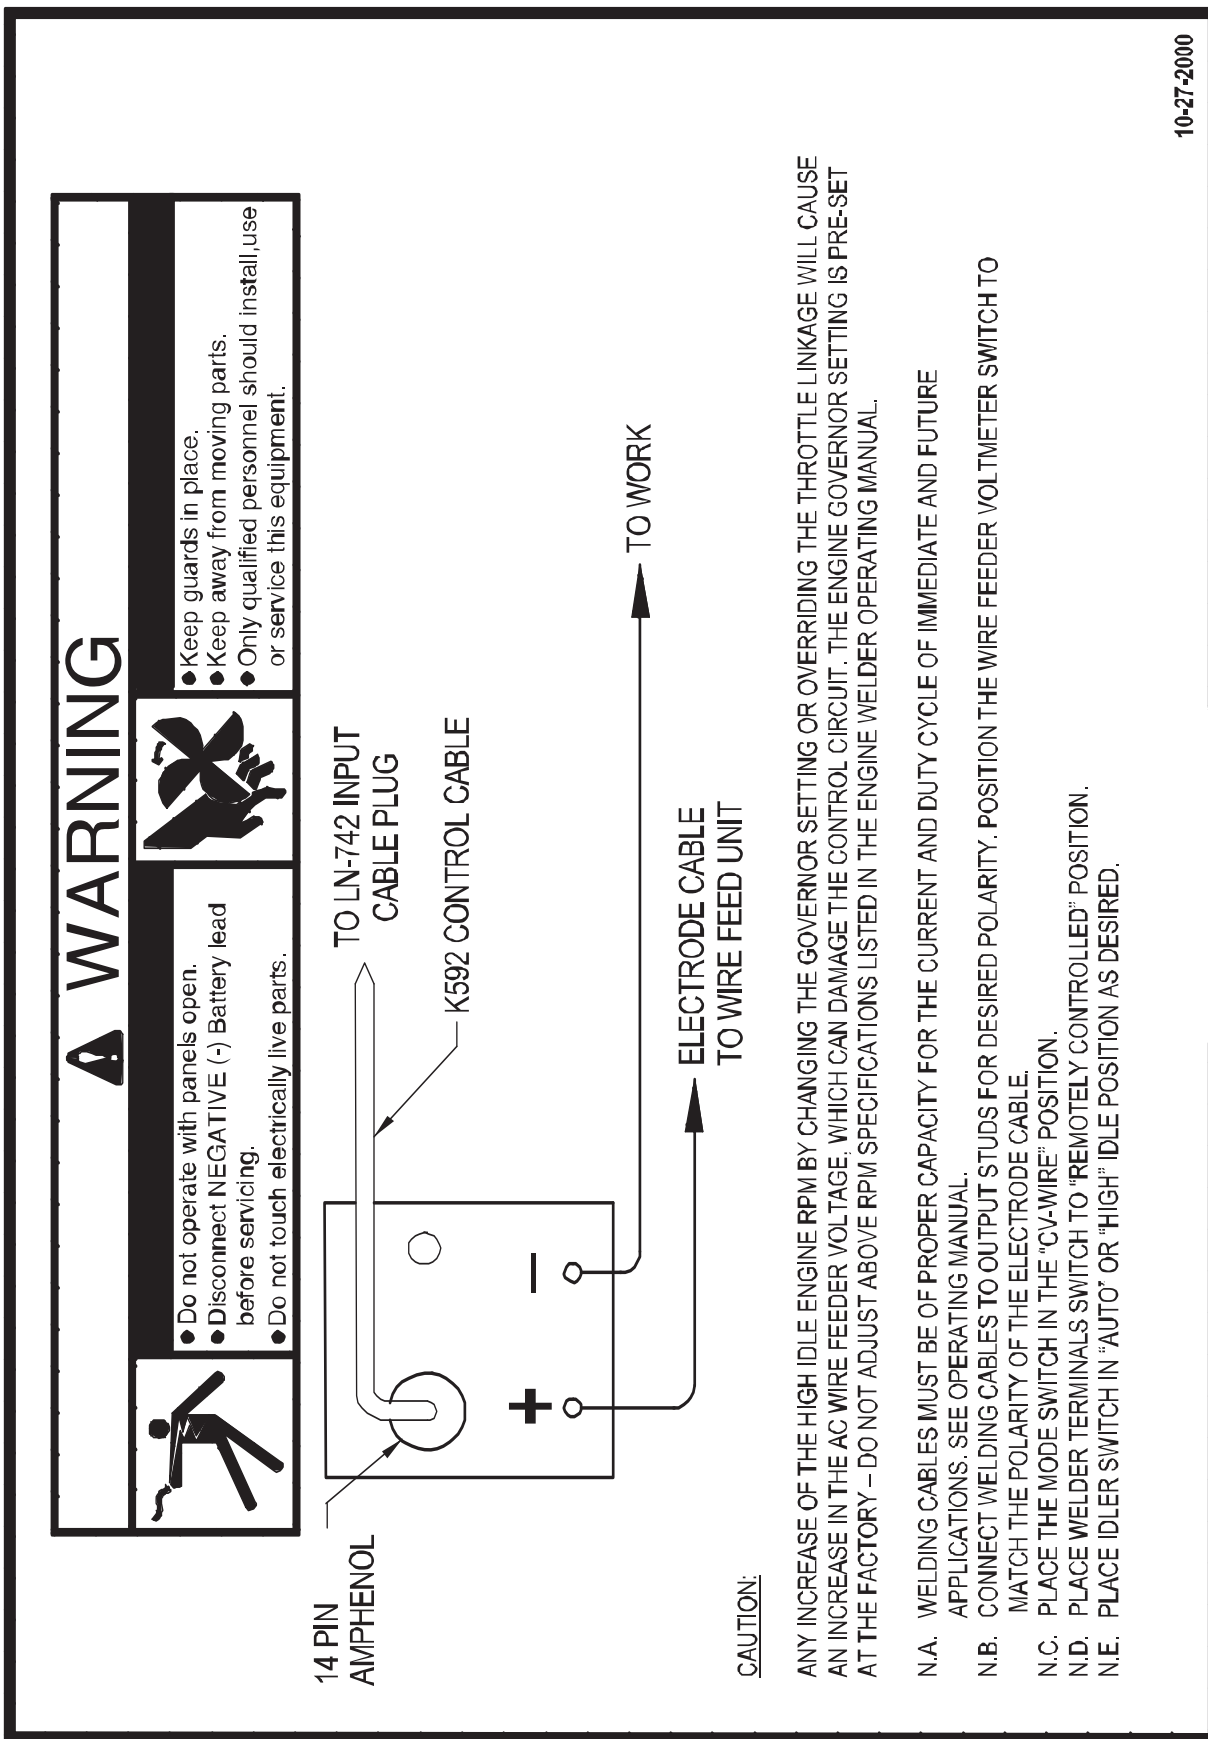 WARNING
● Do not operate with panels open.
● Disconnect NEGATIVE (-) Battery lead
before servicing.
● Do not touch electrically live parts.
● Keep guards in place.
● Keep away from moving parts.
● Only qualified personnel should install,use
or service this equipment.
14 PIN
AMPHENOL
TO LN-742 INPUT
CABLE PLUG
K592 CONTROL CABLE
+
–
TO WORK
ELECTRODE CABLE
TO WIRE FEED UNIT
CAUTION:
ANY INCREASE OF THE HIGH IDLE ENGINE RPM BY CHANGING THE GOVERNOR SETTING OR OVERRIDING THE THROTTLE LINKAGE WILL CAUSE
AN INCREASE IN THE AC WIRE FEEDER VOLTAGE, WHICH CAN DAMAGE THE CONTROL CIRCUIT. THE ENGINE GOVERNOR SETTING IS PRE-SET
AT THE FACTORY – DO NOT ADJUST ABOVE RPM SPECIFICATIONS LISTED IN THE ENGINE WELDER OPERATING MANUAL.
N.A. WELDING CABLES MUST BE OF PROPER CAPACITY FOR THE CURRENT AND DUTY CYCLE OF IMMEDIATE AND FUTURE
APPLICATIONS. SEE OPERATING MANUAL.
N.B. CONNECT WELDING CABLES TO OUTPUT STUDS FOR DESIRED POLARITY. POSITION THE WIRE FEEDER VOLTMETER SWITCH TO
MATCH THE POLARITY OF THE ELECTRODE CABLE.
N.C. PLACE THE MODE SWITCH IN THE "CV-WIRE" POSITION.
N.D. PLACE WELDER TERMINALS SWITCH TO "REMOTELY CONTROLLED" POSITION.
N.E. PLACE IDLER SWITCH IN "AUTO" OR "HIGH" IDLE POSITION AS DESIRED.
10-27-2000